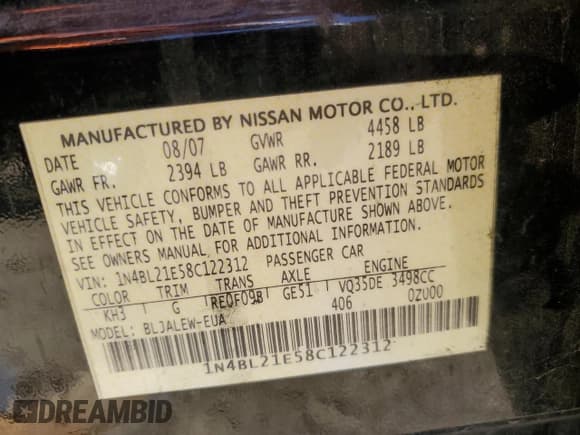 MANUFACTURED BY NISSAN MOTOR CO., LTD.
DATE 08/07 GVWR 4458 LB
GAWR FR. 2394 LB GAWR RR. 2189 LB
THIS VEHICLE CONFORMS TO ALL APPLICABLE FEDERAL MOTOR
VEHICLE SAFETY, BUMPER AND THEFT PREVENTION STANDARDS
IN EFFECT ON THE DATE OF MANUFACTURE SHOWN ABOVE.
SEE OWNERS MANUAL FOR ADDITIONAL INFORMATION.
VIN: 1N4BL21E58C122312 PASSENGER CAR
COLOR TRIM TRANS AXLE ENGINE
KH3 G RE0F09B GE51 VQ35DE 3498CC
MODEL: BLJALEW-EUA 406 0Z000
1N4BL21E58C122312
DREAMBID